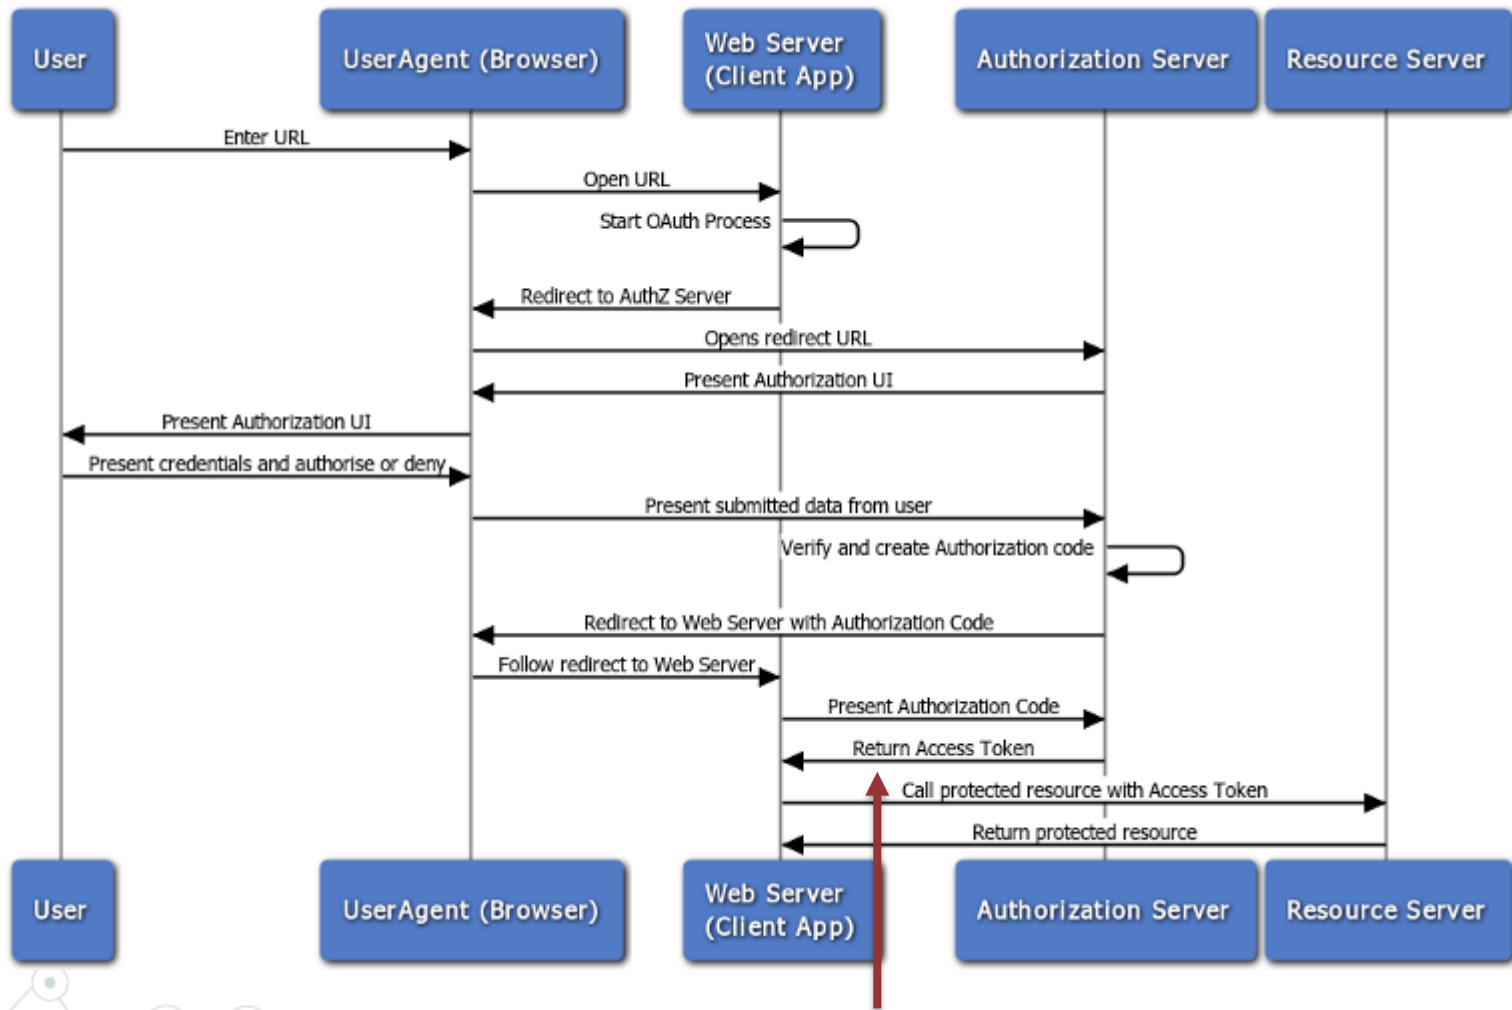 User
UserAgent (Browser)
Web Server
(Client App)
Authorization Server
Resource Server
Enter URL
Open URL
Start OAuth Process
Redirect to AuthZ Server
Opens redirect URL
Present Authorization UI
Present Authorization UI
Present credentials and authorise or deny
Present submitted data from user
Verify and create Authorization code
Redirect to Web Server with Authorization Code
Follow redirect to Web Server
Present Authorization Code
Return Access Token
Call protected resource with Access Token
Return protected resource
User
UserAgent (Browser)
Web Server
(Client App)
Authorization Server
Resource Server